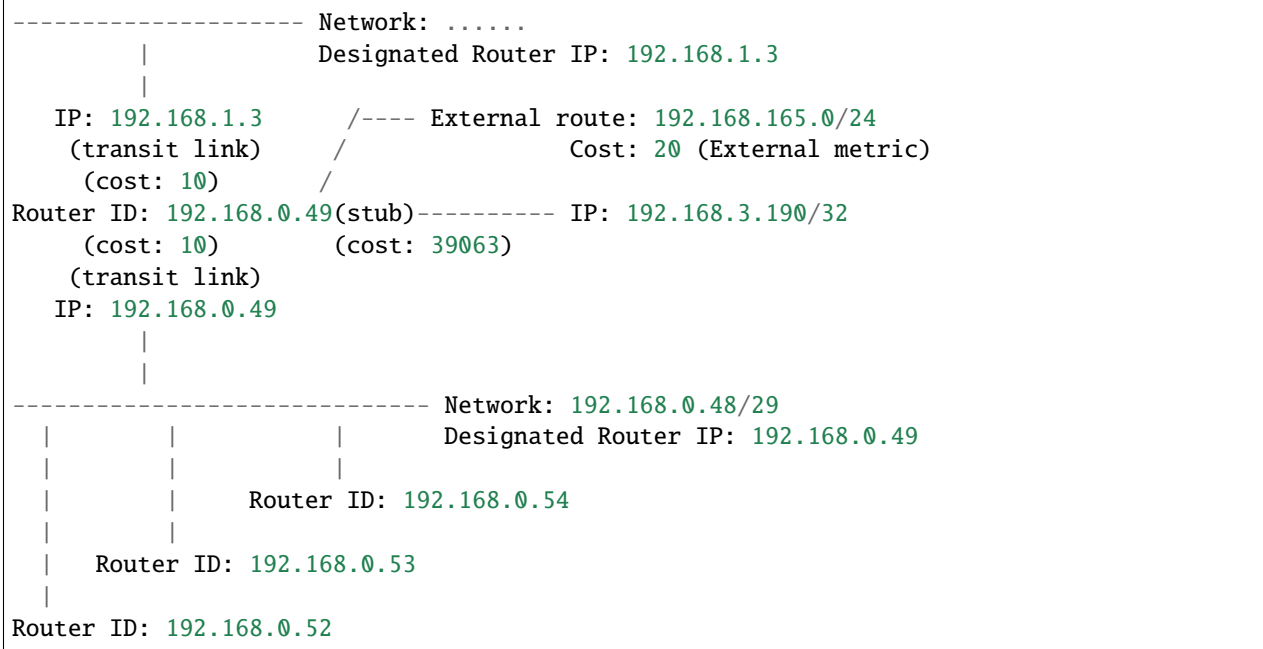 --------------------- Network: ......
         |            Designated Router IP: 192.168.1.3
         |
   IP: 192.168.1.3      /---- External route: 192.168.165.0/24
    (transit link)     /                Cost: 20 (External metric)
     (cost: 10)       /
Router ID: 192.168.0.49(stub)---------- IP: 192.168.3.190/32
     (cost: 10)        (cost: 39063)
    (transit link)
   IP: 192.168.0.49
         |
         |
------------------------------ Network: 192.168.0.48/29
  |        |           |       Designated Router IP: 192.168.0.49
  |        |           |
  |        |     Router ID: 192.168.0.54
  |        |
  |   Router ID: 192.168.0.53
  |
Router ID: 192.168.0.52